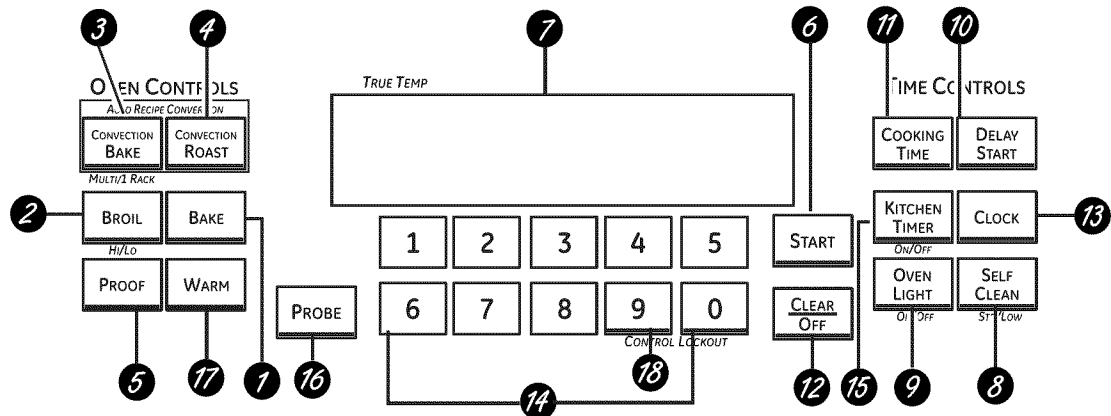 3 4 7 6 11 10
TRUE TEMP
OVEN CONTROLS
TIME CONTROLS
AUTO RECIPE CONVERSION
CONVECTION BAKE
CONVECTION ROAST
MULTI/1 RACK
COOKING TIME
DELAY START
2
BROIL
BAKE
HI/LO
1 2 3 4 5
START
KITCHEN TIMER
ON/OFF
CLOCK
13
PROOF
WARM
PROBE
6 7 8 9 0
CONTROL LOCKOUT
CLEAR OFF
OVEN LIGHT
ON/OFF
SELF CLEAN
STD/LOW
5 17 1 16 14 18 12 15 9 8